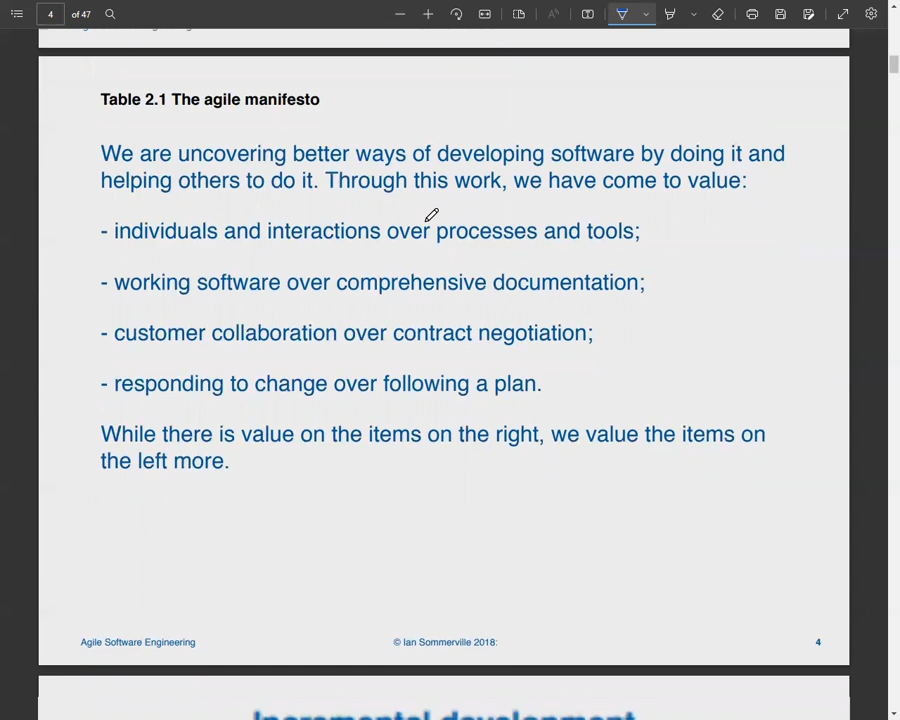 4 of 47
Table 2.1 The agile manifesto
We are uncovering better ways of developing software by doing it and
helping others to do it. Through this work, we have come to value:
- individuals and interactions over processes and tools;
- working software over comprehensive documentation;
- customer collaboration over contract negotiation;
- responding to change over following a plan.
While there is value on the items on the right, we value the items on
the left more.
Agile Software Engineering © Ian Sommerville 2018: 4
Incremental development